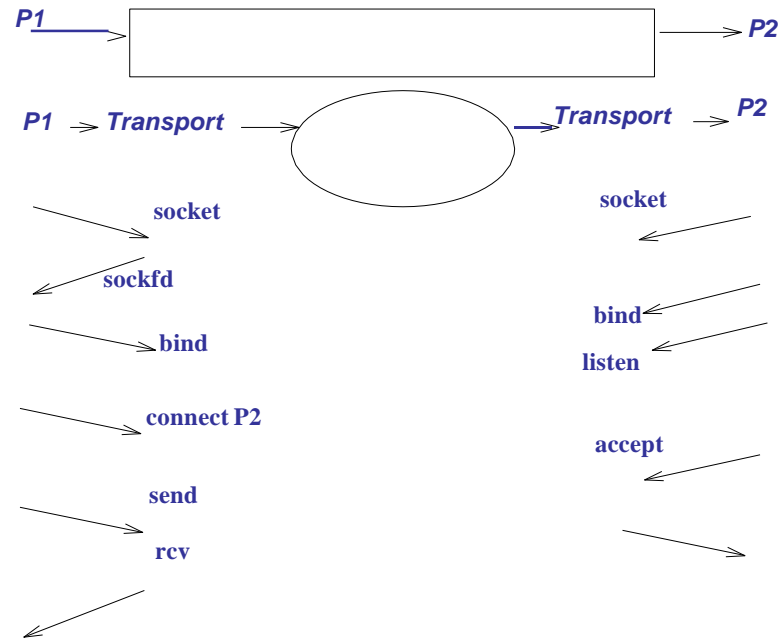 P1
P2
P1 Transport Transport P2
socket socket
sockfd
bind bind
listen
connect P2
accept
send
rcv